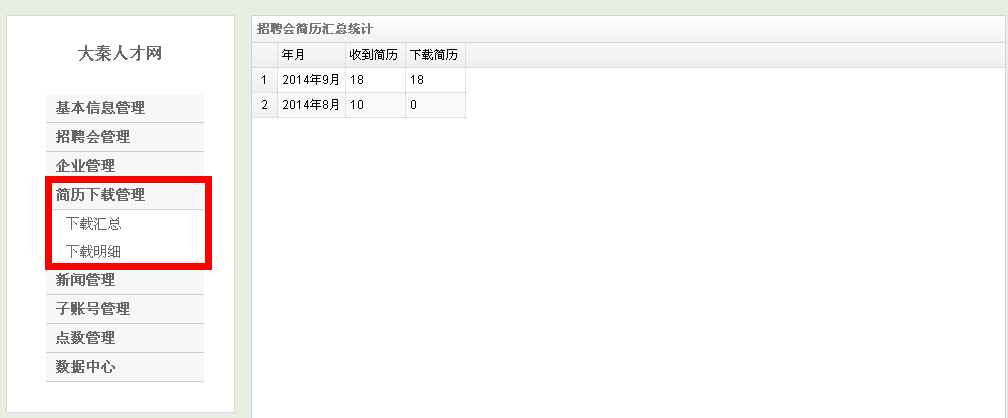 大秦人才网
基本信息管理
招聘会管理
企业管理
简历下载管理
下载汇总
下载明细
新闻管理
子账号管理
点数管理
数据中心
招聘会简历汇总统计
年月 收到简历 下载简历
1 2014年9月 18 18
2 2014年8月 10 0